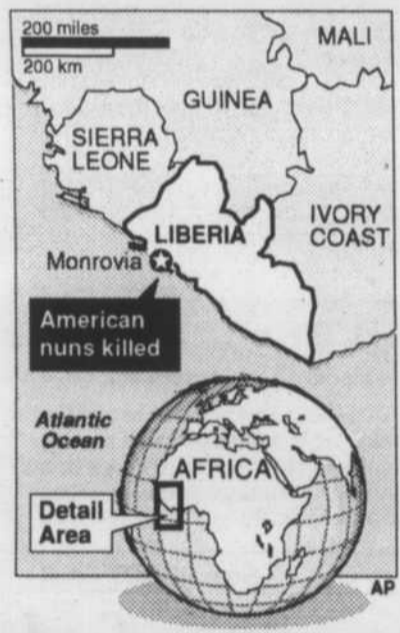 200 miles
200 km
MALI
GUINEA
SIERRA
LEONE
IVORY
COAST
LIBERIA
Monrovia
American
nuns killed
Atlantic
Ocean
AFRICA
Detail
Area
AP